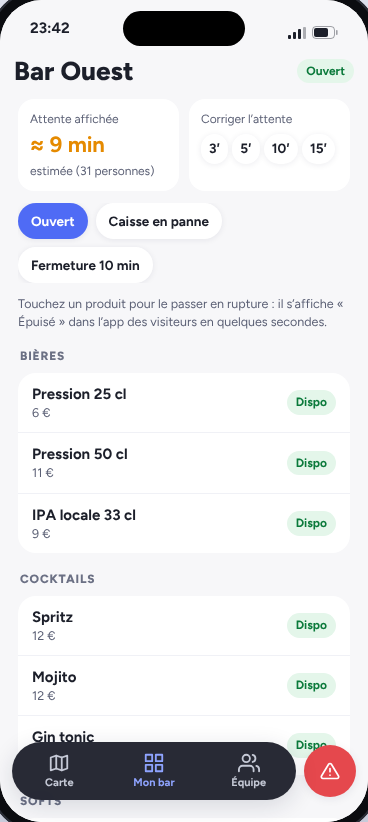 23:42
Bar Ouest
Ouvert
Attente affichée
≈ 9 min
estimée (31 personnes)
Corriger l'attente
3' 5' 10' 15'
Ouvert
Caisse en panne
Fermeture 10 min
Touchez un produit pour le passer en rupture : il s'affiche «
Épuisé » dans l'app des visiteurs en quelques secondes.
BIÈRES
Pression 25 cl
6 €
Dispo
Pression 50 cl
11 €
Dispo
IPA locale 33 cl
9 €
Dispo
COCKTAILS
Spritz
12 €
Dispo
Mojito
12 €
Dispo
Gin tonic
Dispo
Carte
Mon bar
Équipe
SOFTS